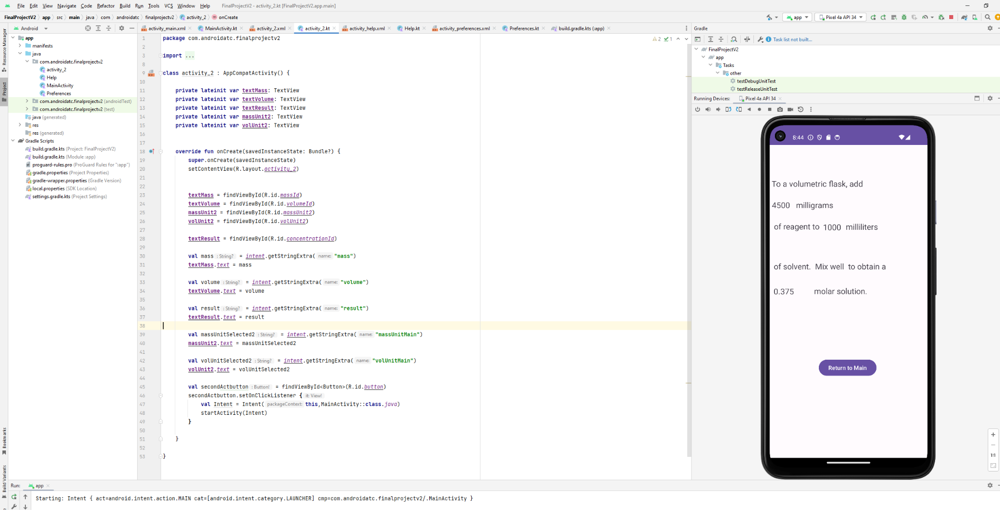 File Edit View Navigate Code Refactor Build Run Tools VCS Window Help FinalProjectV2 - activity_2.kt [FinalProjectV2.app.main]
FinalProjectV2 app src main java com androidatc finalprojectv2 activity_2 onCreate
app Pixel 4a API 34
Resource Manager
Project
Bookmarks
Build Variants
Android
app
manifests
java
com.androidatc.finalprojectv2
activity_2
Help
MainActivity
Preferences
com.androidatc.finalprojectv2 (androidTest)
com.androidatc.finalprojectv2 (test)
java (generated)
res
res (generated)
Gradle Scripts
build.gradle.kts (Project: FinalProjectV2)
build.gradle.kts (Module :app)
proguard-rules.pro (ProGuard Rules for ":app")
gradle.properties (Project Properties)
gradle-wrapper.properties (Gradle Version)
local.properties (SDK Location)
settings.gradle.kts (Project Settings)
activity_main.xml MainActivity.kt activity_2.xml activity_2.kt activity_help.xml Help.kt activity_preferences.xml Preferences.kt build.gradle.kts (:app)
2 1
1 package com.androidatc.finalprojectv2
2
3 import ...
8
9 class activity_2 : AppCompatActivity() {
10
11 private lateinit var textMass: TextView
12 private lateinit var textVolume: TextView
13 private lateinit var textResult: TextView
14 private lateinit var massUnit2: TextView
15 private lateinit var volUnit2: TextView
16
17
18 override fun onCreate(savedInstanceState: Bundle?) {
19 super.onCreate(savedInstanceState)
20 setContentView(R.layout.activity_2)
21
22
23 textMass = findViewById(R.id.massId)
24 textVolume = findViewById(R.id.volumeId)
25 massUnit2 = findViewById(R.id.massUnit2)
26 volUnit2 = findViewById(R.id.volUnit2)
27
28 textResult = findViewById(R.id.concentrationId)
29
30 val mass : String? = intent.getStringExtra( name: "mass")
31 textMass.text = mass
32
33 val volume : String? = intent.getStringExtra( name: "volume")
34 textVolume.text = volume
35
36 val result : String? = intent.getStringExtra( name: "result")
37 textResult.text = result
38
39 val massUnitSelected2 : String? = intent.getStringExtra( name: "massUnitMain")
40 massUnit2.text = massUnitSelected2
41
42 val volUnitSelected2 : String? = intent.getStringExtra( name: "volUnitMain")
43 volUnit2.text = volUnitSelected2
44
45 val secondActbutton : Button! = findViewById<Button>(R.id.button)
46 secondActbutton.setOnClickListener { it: View!
47 val Intent = Intent( packageContext: this,MainActivity::class.java)
48 startActivity(Intent)
49 }
50
51 }
52
53 }
Gradle
Task list not built...
FinalProjectV2
app
Tasks
other
testDebugUnitTest
testReleaseUnitTest
Running Devices: Pixel 4a API 34
8:44
To a volumetric flask, add
4500 milligrams
of reagent to 1000 milliliters
of solvent. Mix well to obtain a
0.375 molar solution.
Return to Main
1:1
Run: app
Starting: Intent { act=android.intent.action.MAIN cat=[android.intent.category.LAUNCHER] cmp=com.androidatc.finalprojectv2/.MainActivity }